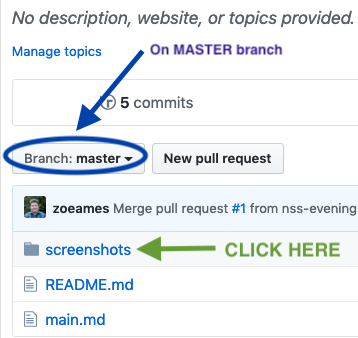 No description, website, or topics provided.
Manage topics
On MASTER branch
5 commits
Branch: master
New pull request
zoeames Merge pull request #1 from nss-evening
screenshots
CLICK HERE
README.md
main.md